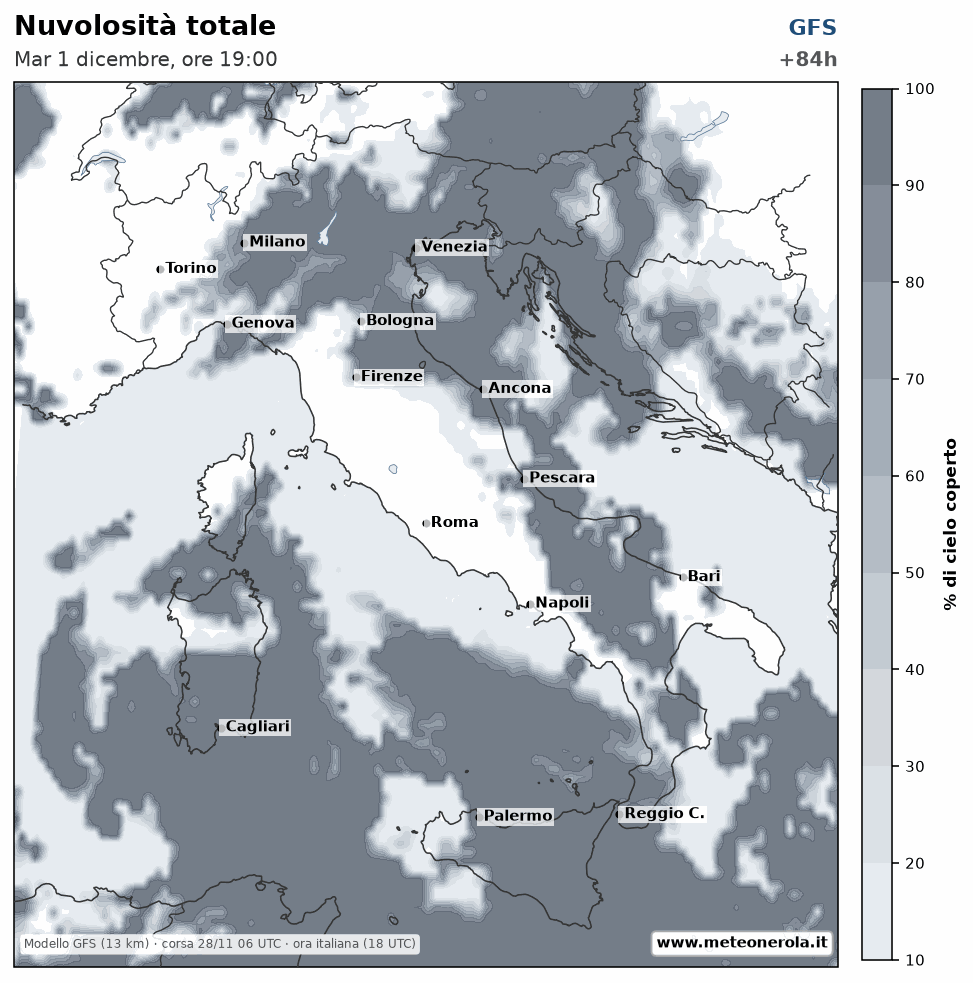 Nuvolosità totale
GFS
Mar 1 dicembre, ore 19:00
+84h
100
90
80
70
60
50
40
30
20
10
% di cielo coperto
Milano
Venezia
Torino
Genova
Bologna
Firenze
Ancona
Pescara
Roma
Bari
Napoli
Cagliari
Palermo
Reggio C.
Modello GFS (13 km) · corsa 28/11 06 UTC · ora italiana (18 UTC)
www.meteonerola.it